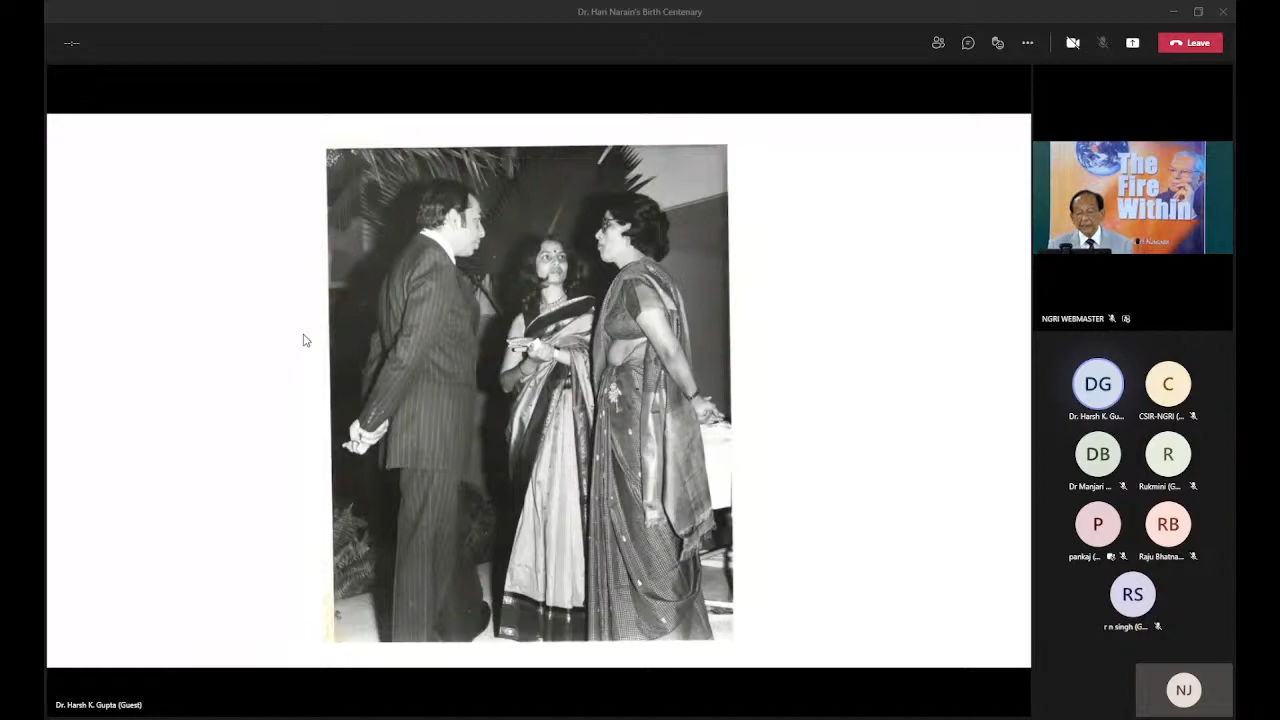 Dr. Hari Narain's Birth Centenary
--:--
Leave
The
Fire
Within
NGRI WEBMASTER
DG
C
Dr. Harsh K. Gu...
CSIR-NGRI (...
DB
R
Dr Manjari ...
Rukmini (G...
P
RB
pankaj (...
Raju Bhatna...
RS
r n singh (G...
NJ
Dr. Harsh K. Gupta (Guest)